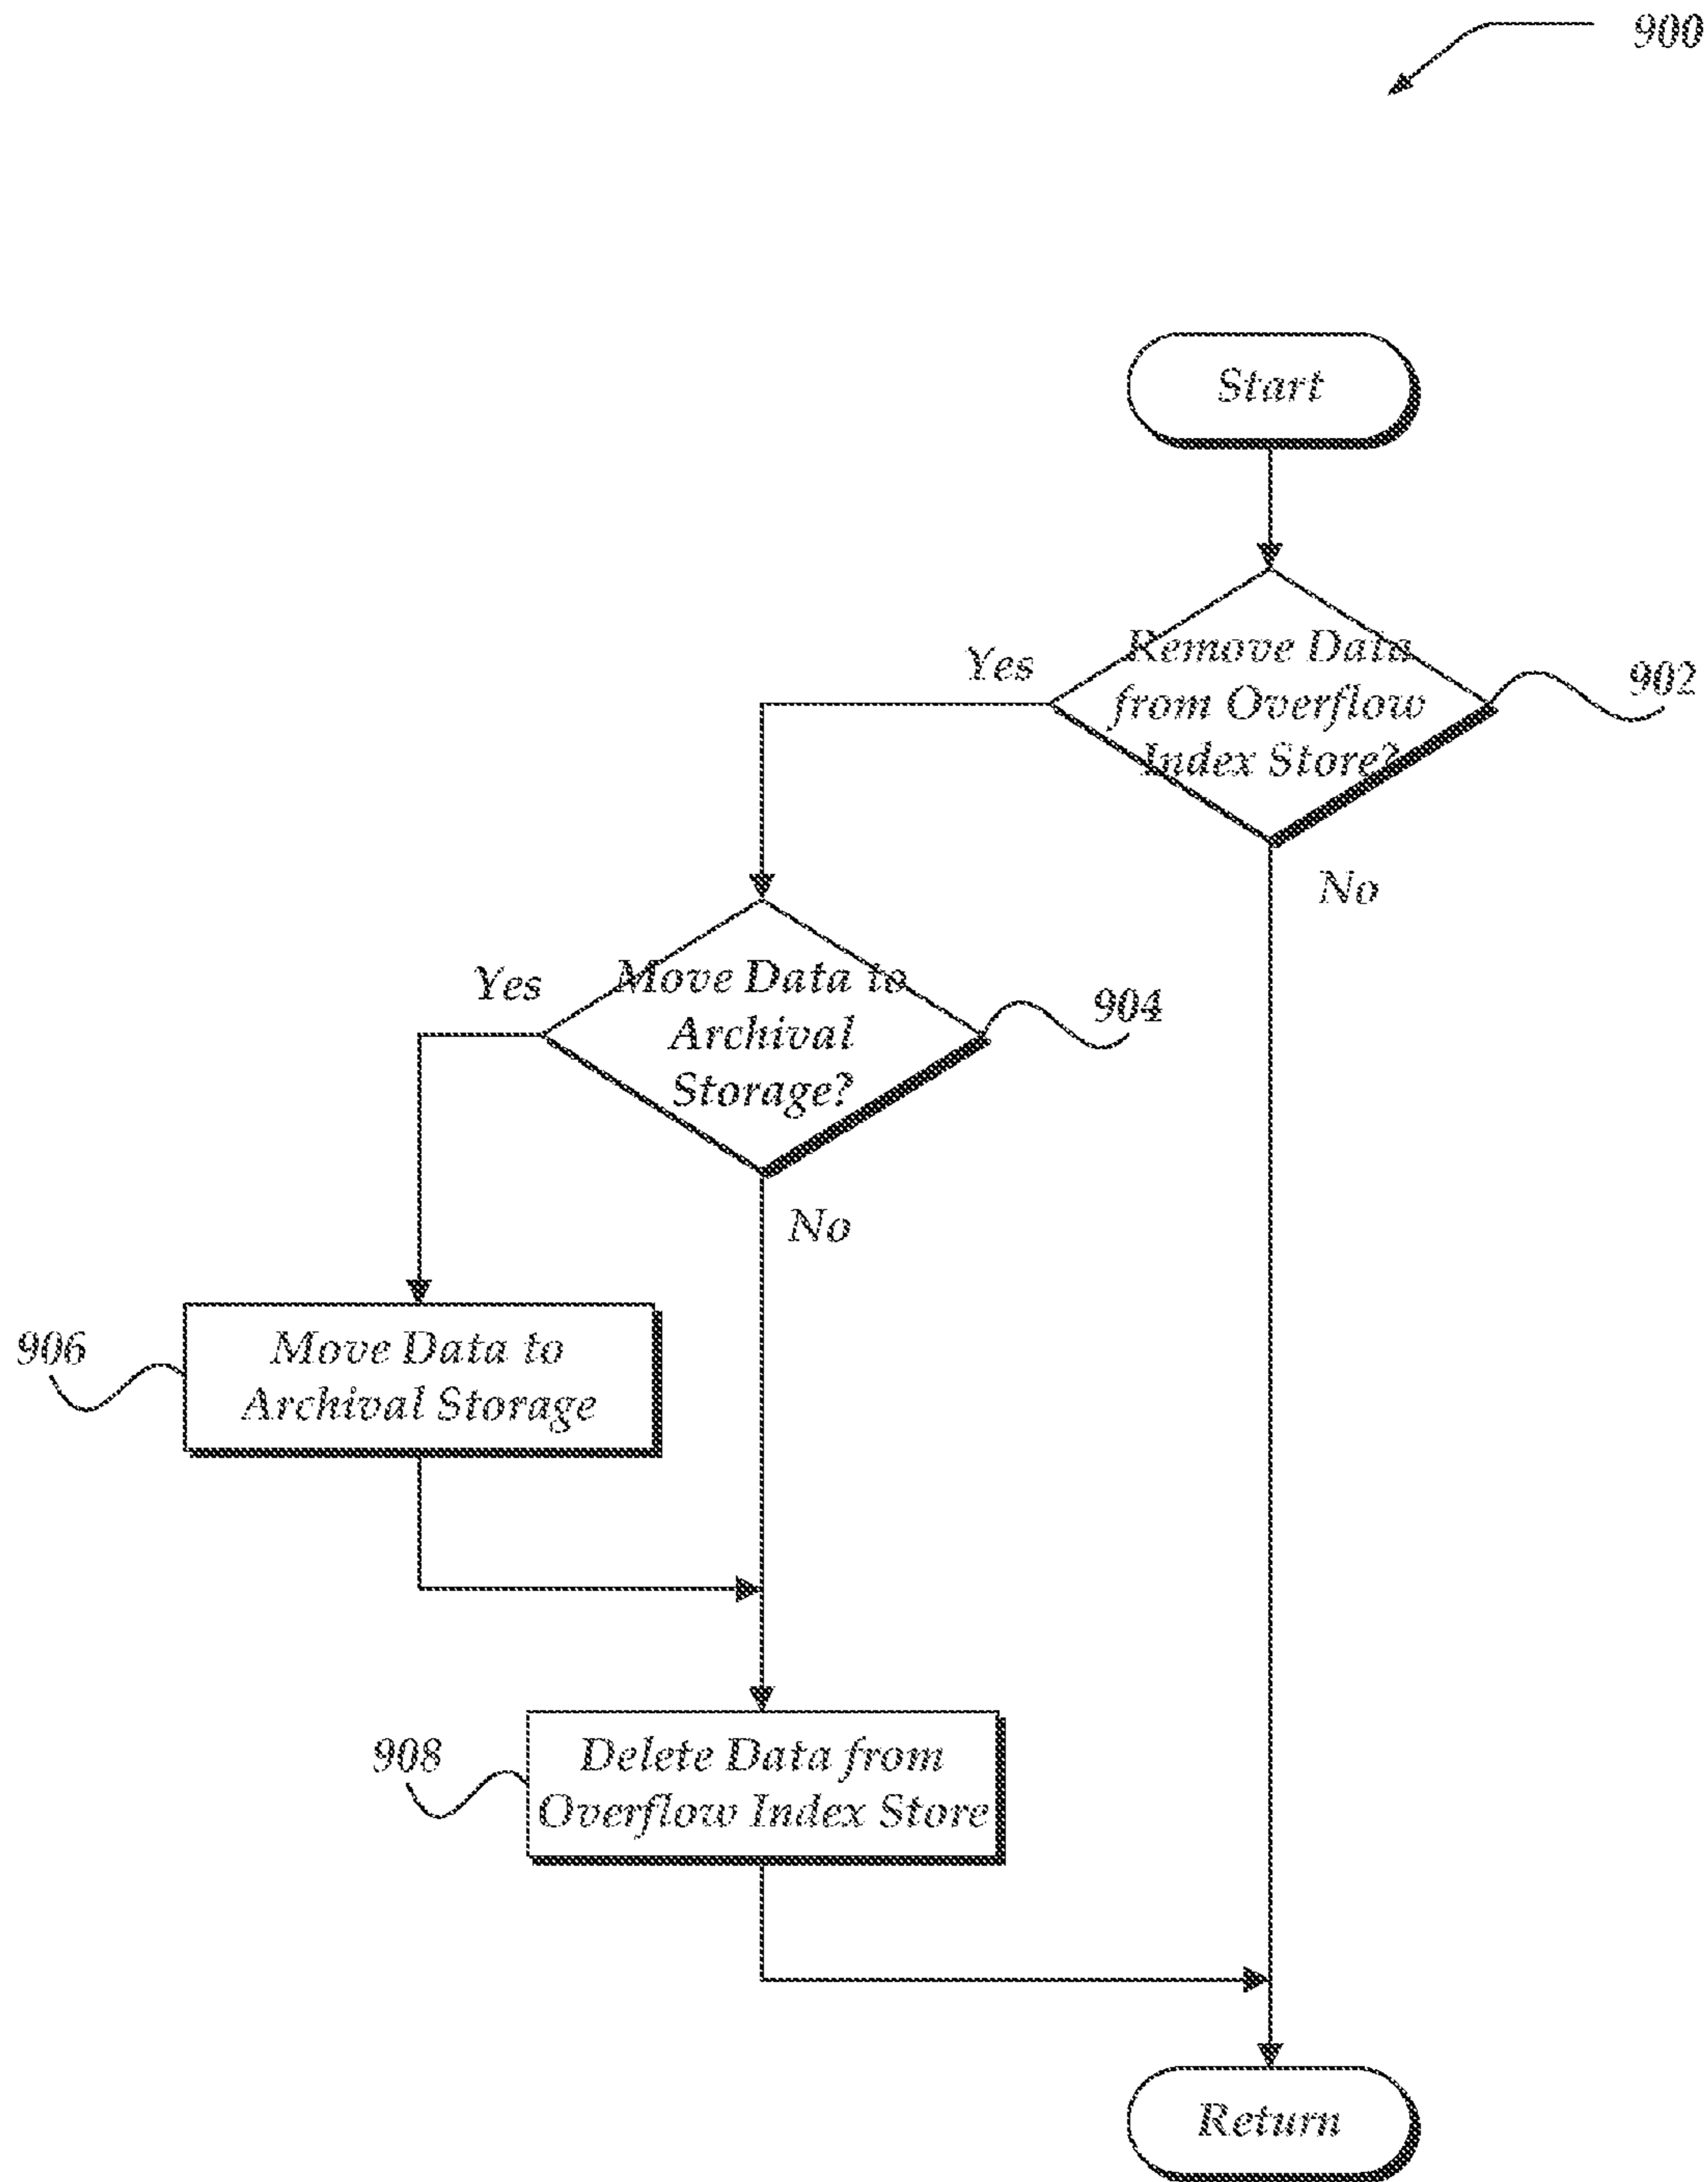 900
Start
Remove Data
from Overflow
Index Store?
Yes
902
No
Move Data to
Archival
Storage?
Yes
904
No
906
Move Data to
Archival Storage
908
Delete Data from
Overflow Index Store
Return